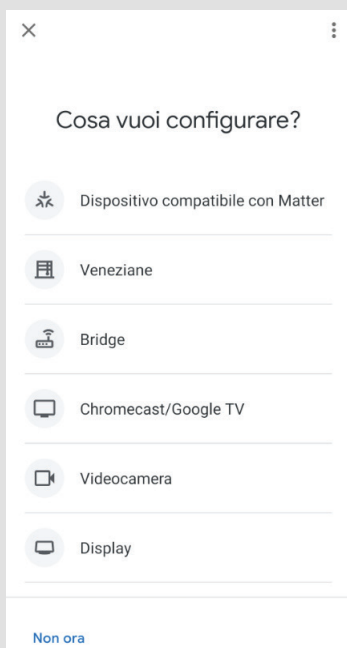 Cosa vuoi configurare?
Dispositivo compatibile con Matter
Veneziane
Bridge
Chromecast/Google TV
Videocamera
Display
Non ora